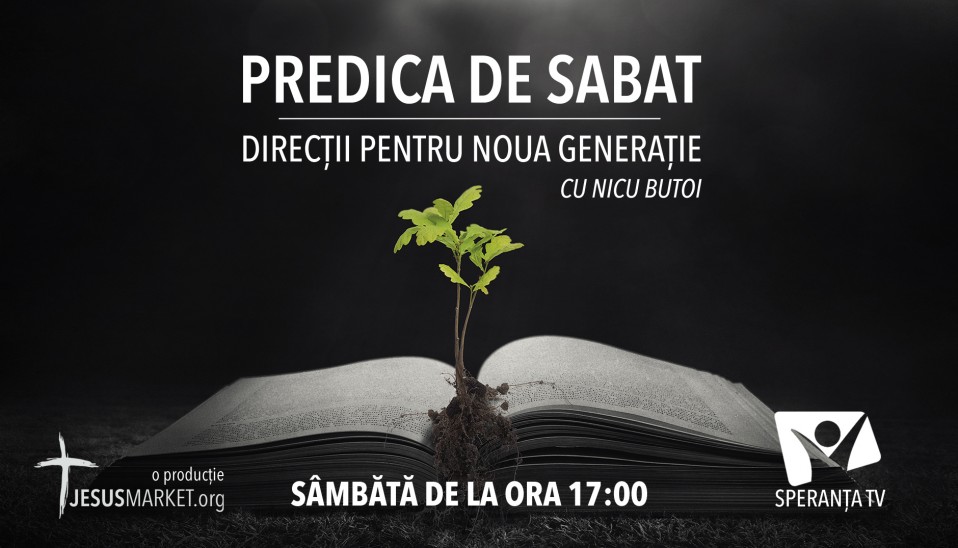 PREDICA DE SABAT
DIRECȚII PENTRU NOUA GENERAȚIE
CU NICU BUTOI
o producție
JESUSMARKET.org
SÂMBĂTĂ DE LA ORA 17:00
SPERANȚA TV